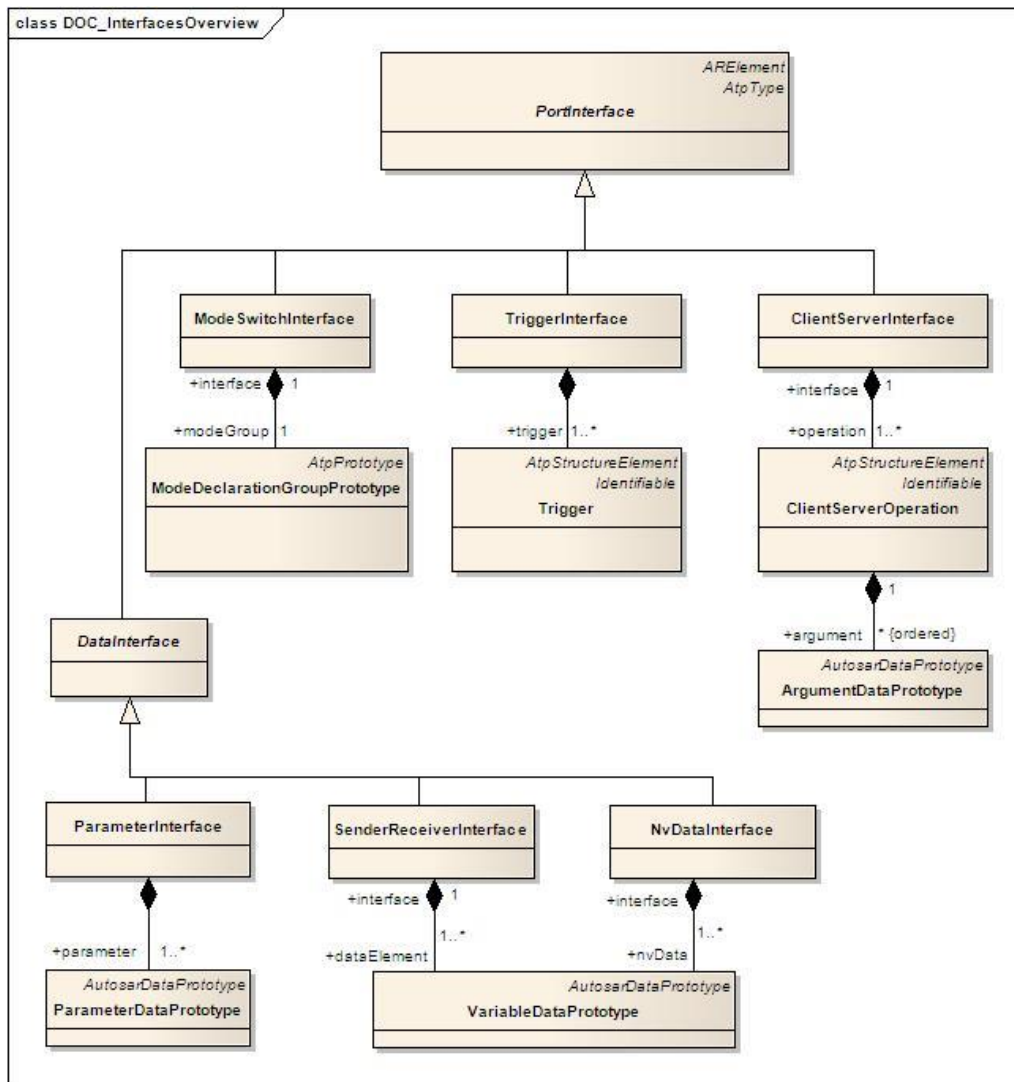 class DOC_InterfacesOverview
ARElement
AtpType
PortInterface
ModeSwitchInterface
TriggerInterface
ClientServerInterface
+interface 1
+interface 1
+modeGroup 1
+trigger 1..*
+operation 1..*
AtpPrototype
ModeDeclarationGroupPrototype
AtpStructureElement
Identifiable
Trigger
AtpStructureElement
Identifiable
ClientServerOperation
1
+argument * {ordered}
DataInterface
AutosarDataPrototype
ArgumentDataPrototype
ParameterInterface
SenderReceiverInterface
NvDataInterface
+interface 1
+interface
+parameter 1..*
1..*
+dataElement
1..*
+nvData
AutosarDataPrototype
ParameterDataPrototype
AutosarDataPrototype
VariableDataPrototype